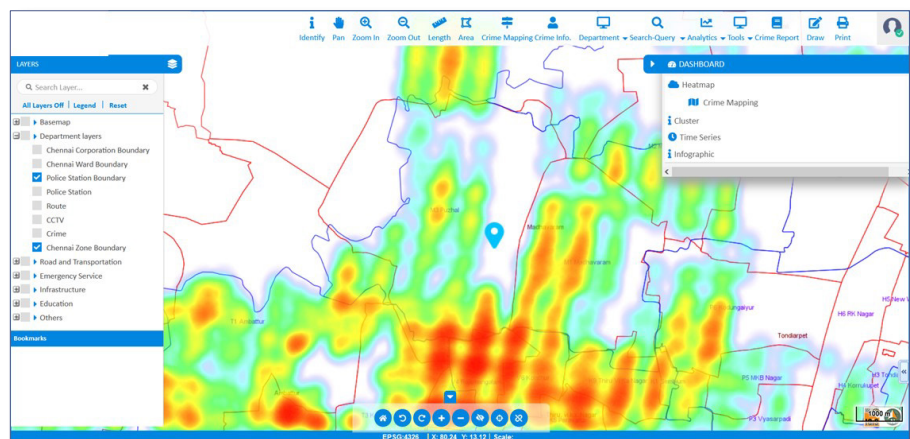 Identify Pan Zoom In Zoom Out Length Area Crime Mapping Crime Info. Department Search-Query Analytics Tools Crime Report Draw Print
LAYERS
Search Layer...
All Layers Off | Legend | Reset
Basemap
Department layers
Chennai Corporation Boundary
Chennai Ward Boundary
Police Station Boundary
Police Station
Route
CCTV
Crime
Chennai Zone Boundary
Road and Transportation
Emergency Service
Infrastructure
Education
Others
Bookmarks
DASHBOARD
Heatmap
Crime Mapping
Cluster
Time Series
Infographic
H5 New
H6 RK Nagar
Tondiarpet
P5 MKB Nagar
P3 Vyasarpadi
1000 m
EPSG:4326 | X: 80.24 Y: 13.12 | Scale: